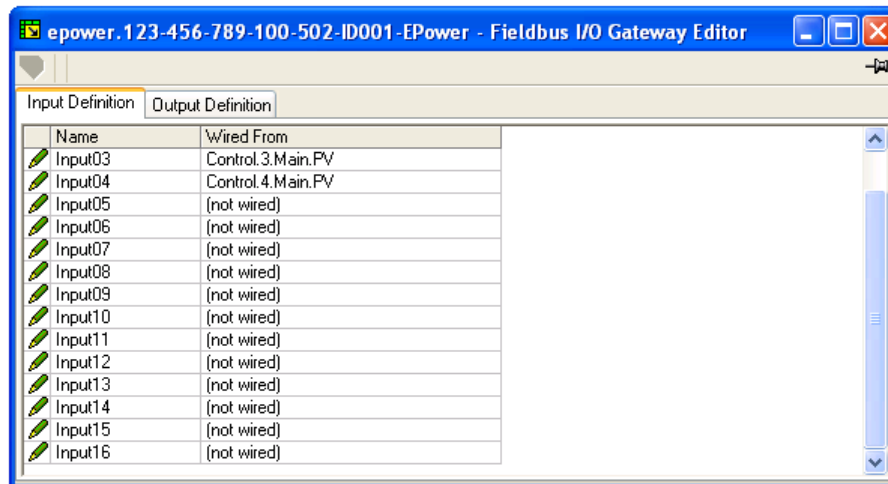 epower.123-456-789-100-502-ID001-EPower - Fieldbus I/O Gateway Editor
Input Definition Output Definition
Name Wired From
Input03 Control.3.Main.PV
Input04 Control.4.Main.PV
Input05 (not wired)
Input06 (not wired)
Input07 (not wired)
Input08 (not wired)
Input09 (not wired)
Input10 (not wired)
Input11 (not wired)
Input12 (not wired)
Input13 (not wired)
Input14 (not wired)
Input15 (not wired)
Input16 (not wired)